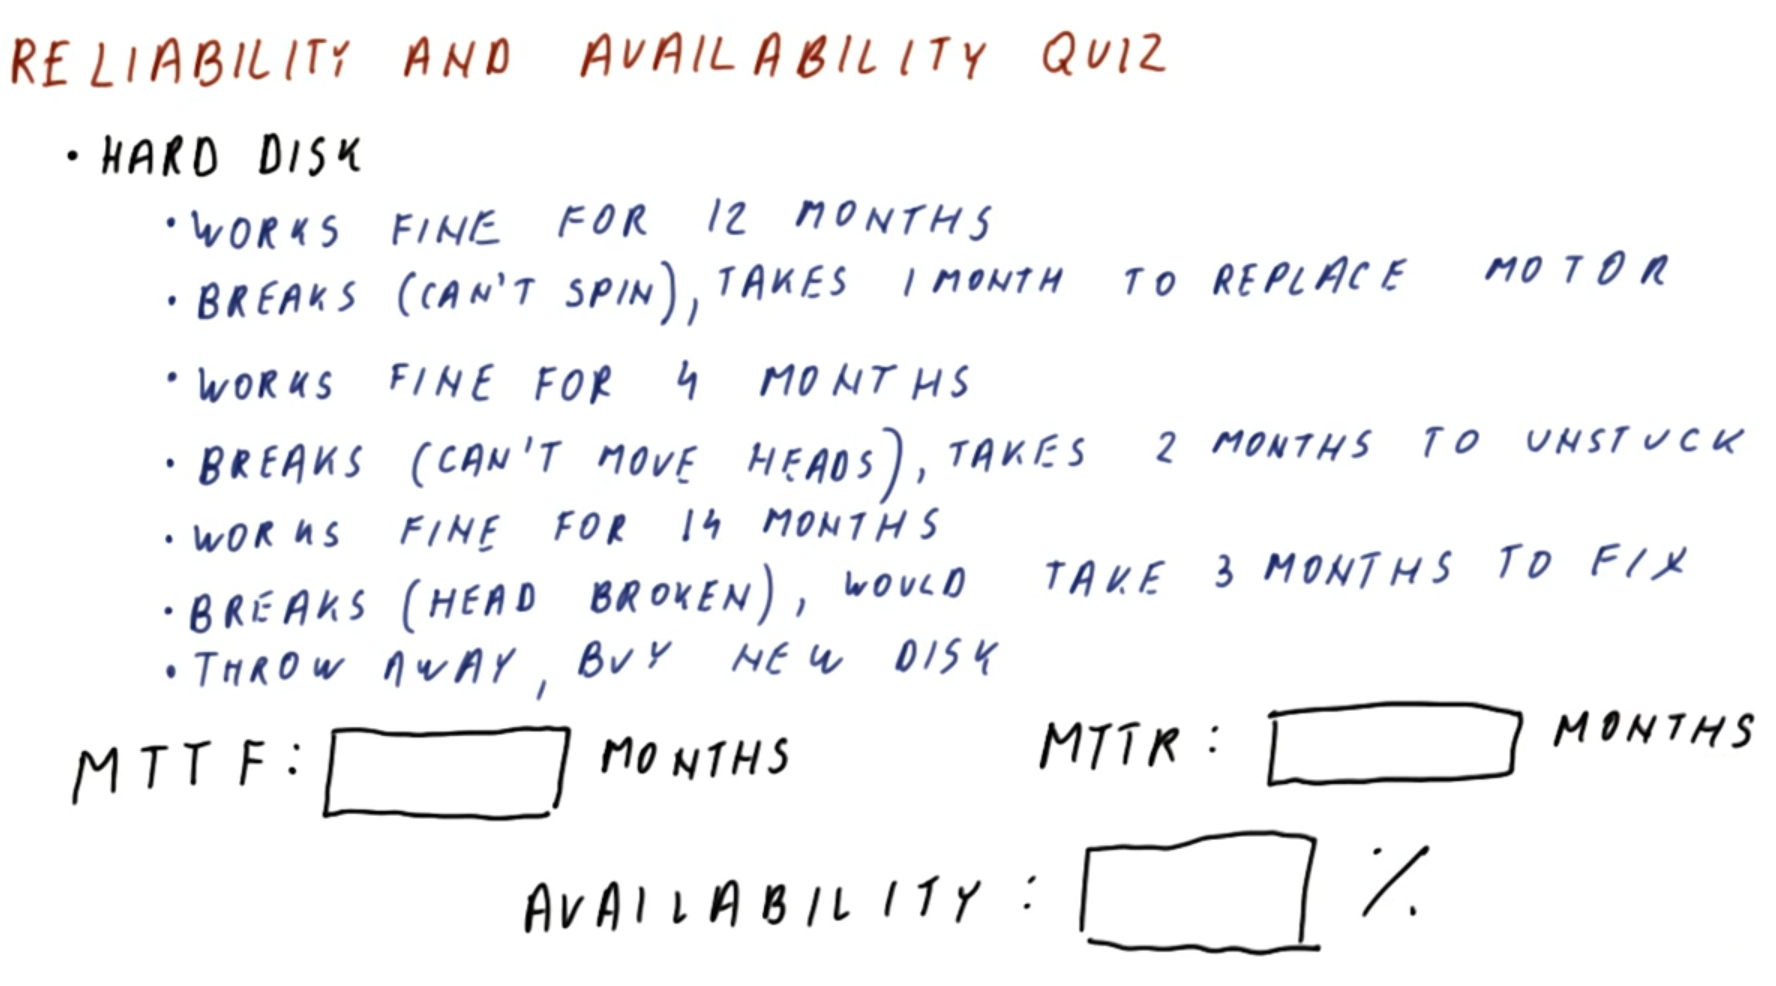 RELIABILITY AND AVAILABILITY QUIZ
• HARD DISK
• WORKS FINE FOR 12 MONTHS
• BREAKS (CAN'T SPIN), TAKES 1 MONTH TO REPLACE MOTOR
• WORKS FINE FOR 4 MONTHS
• BREAKS (CAN'T MOVE HEADS), TAKES 2 MONTHS TO UNSTUCK
• WORKS FINE FOR 14 MONTHS
• BREAKS (HEAD BROKEN), WOULD TAKE 3 MONTHS TO FIX
• THROW AWAY, BUY NEW DISK
MTTF: MONTHS MTTR: MONTHS
AVAILABILITY: %